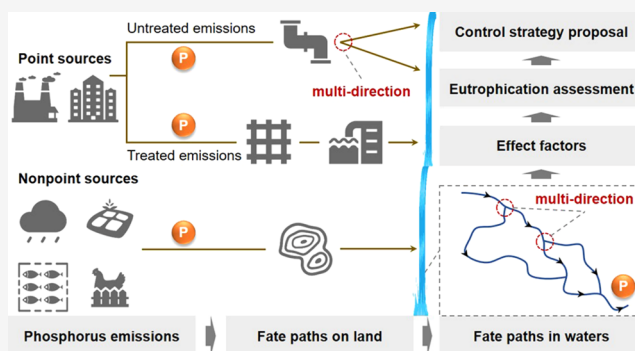 Untreated emissions
P
Point sources
multi-direction
P
Treated emissions
Nonpoint sources
P
Control strategy proposal
Eutrophication assessment
Effect factors
multi-direction
P
Phosphorus emissions
Fate paths on land
Fate paths in waters